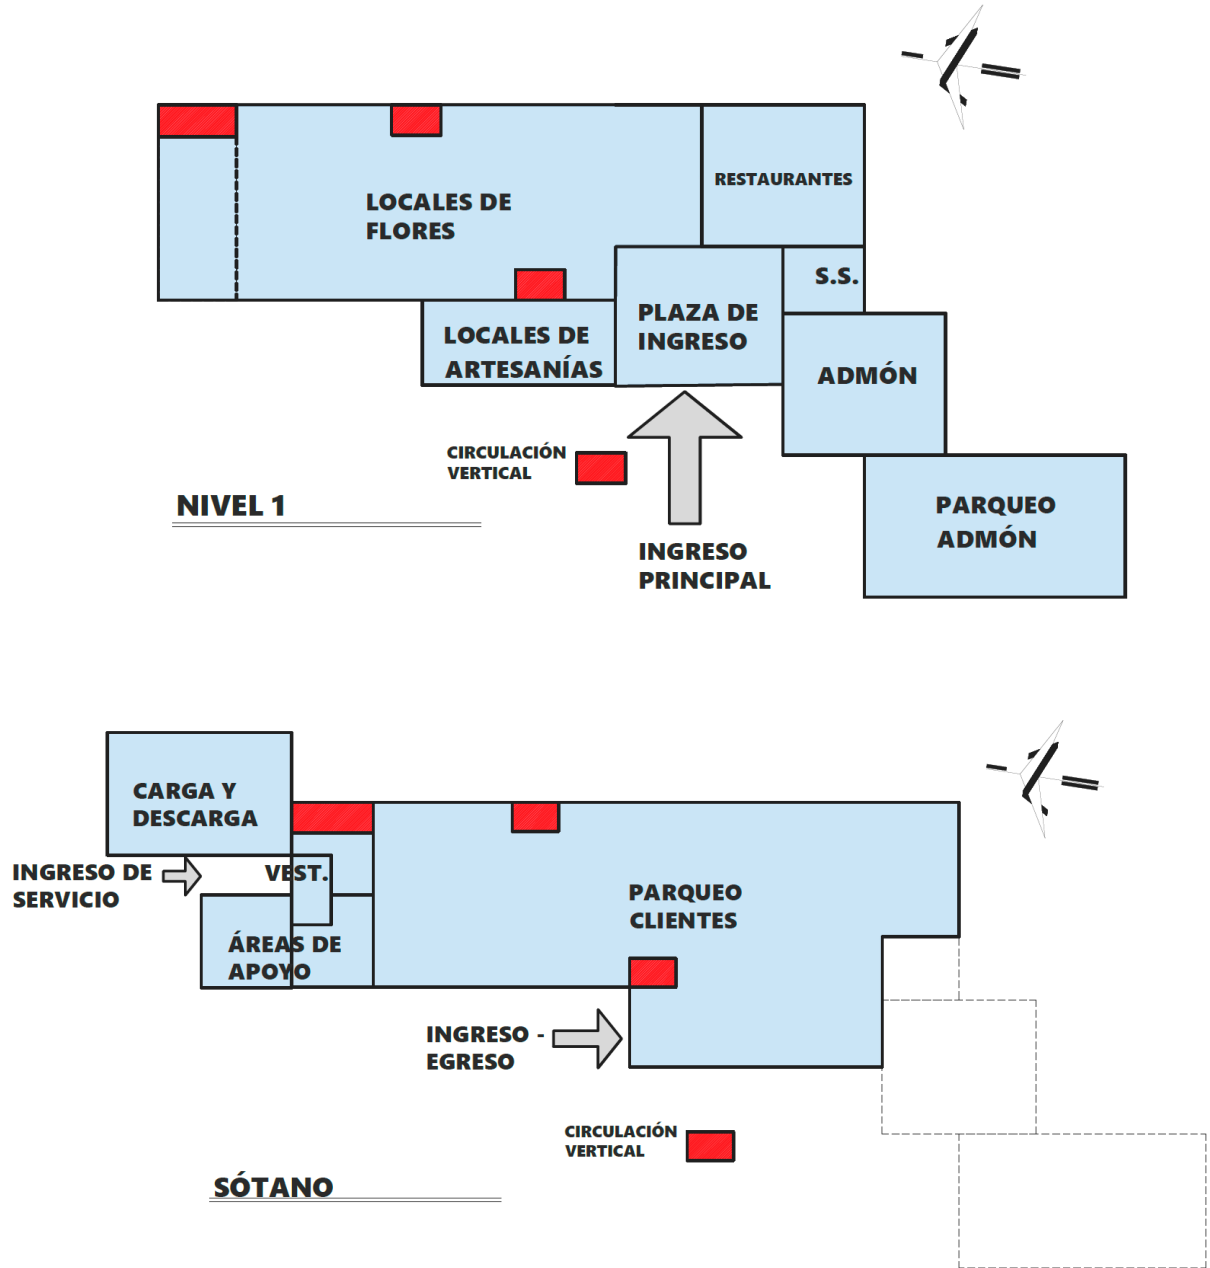 RESTAURANTES
LOCALES DE
FLORES
S.S.
PLAZA DE
INGRESO
LOCALES DE
ARTESANÍAS
ADMÓN
CIRCULACIÓN
VERTICAL
NIVEL 1
PARQUEO
ADMÓN
INGRESO
PRINCIPAL
CARGA Y
DESCARGA
INGRESO DE
SERVICIO
VEST.
PARQUEO
CLIENTES
ÁREAS DE
APOYO
INGRESO -
EGRESO
CIRCULACIÓN
VERTICAL
SÓTANO